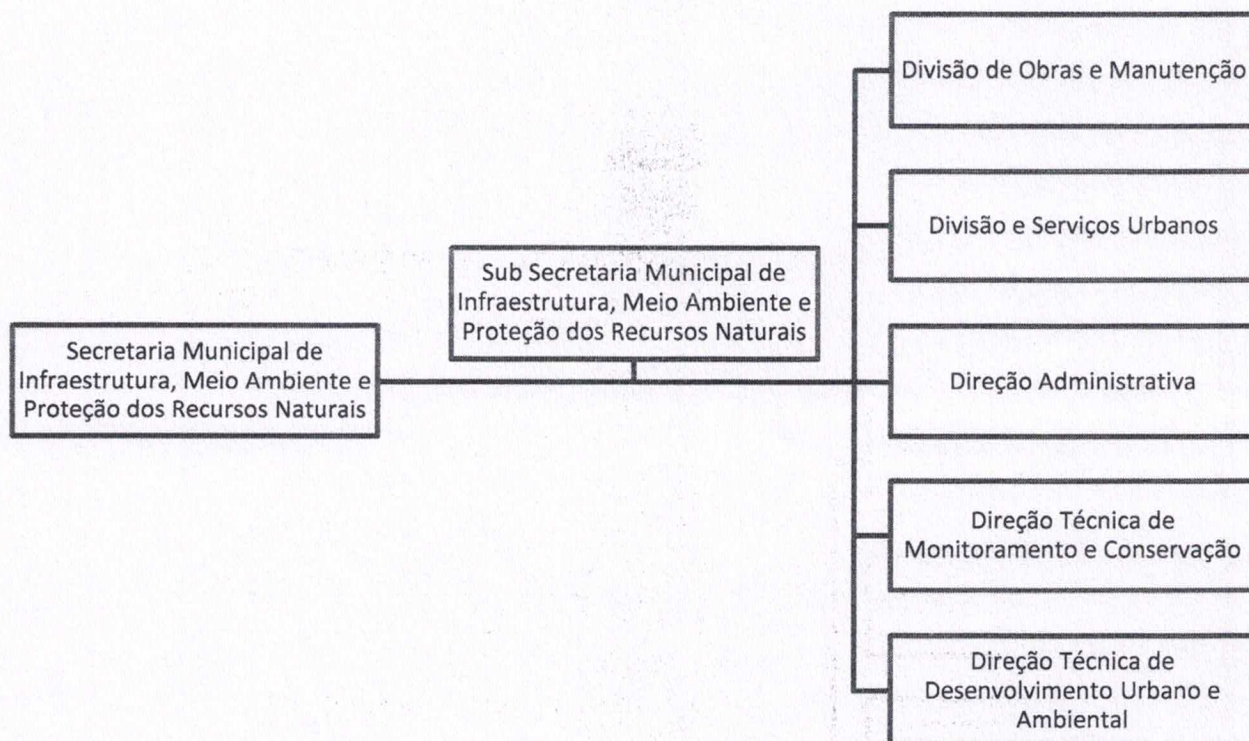 Secretaria Municipal de
Infraestrutura, Meio Ambiente e
Proteção dos Recursos Naturais
Sub Secretaria Municipal de
Infraestrutura, Meio Ambiente e
Proteção dos Recursos Naturais
Divisão de Obras e Manutenção
Divisão e Serviços Urbanos
Direção Administrativa
Direção Técnica de
Monitoramento e Conservação
Direção Técnica de
Desenvolvimento Urbano e
Ambiental